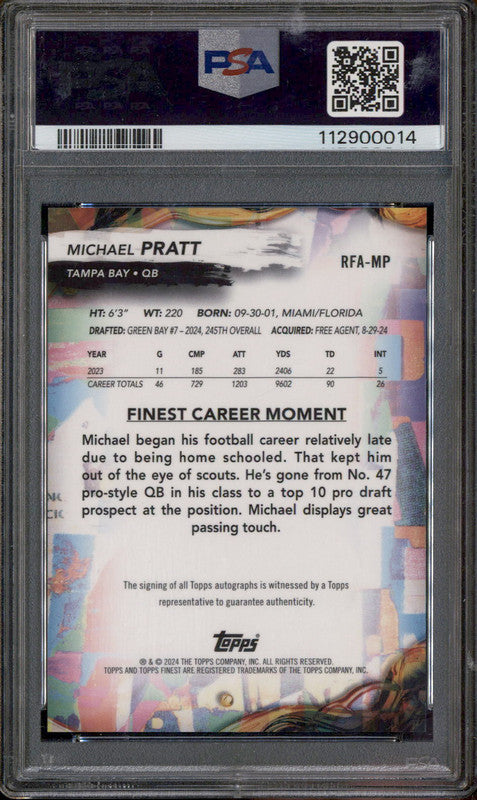 PSA
112900014
MICHAEL PRATT
TAMPA BAY • QB
RFA-MP
HT: 6'3" WT: 220 BORN: 09-30-01, MIAMI/FLORIDA
DRAFTED: GREEN BAY #7 – 2024, 245TH OVERALL ACQUIRED: FREE AGENT, 8-29-24
YEAR G CMP ATT YDS TD INT
2023 11 185 283 2406 22 5
CAREER TOTALS 46 729 1203 9602 90 26
FINEST CAREER MOMENT
Michael began his football career relatively late
due to being home schooled. That kept him
out of the eye of scouts. He's gone from No. 47
pro-style QB in his class to a top 10 pro draft
prospect at the position. Michael displays great
passing touch.
The signing of all Topps autographs is witnessed by a Topps
representative to guarantee authenticity.
topps
® & © 2024 THE TOPPS COMPANY, INC. ALL RIGHTS RESERVED.
TOPPS AND TOPPS FINEST ARE REGISTERED TRADEMARKS OF THE TOPPS COMPANY, INC.
PSA